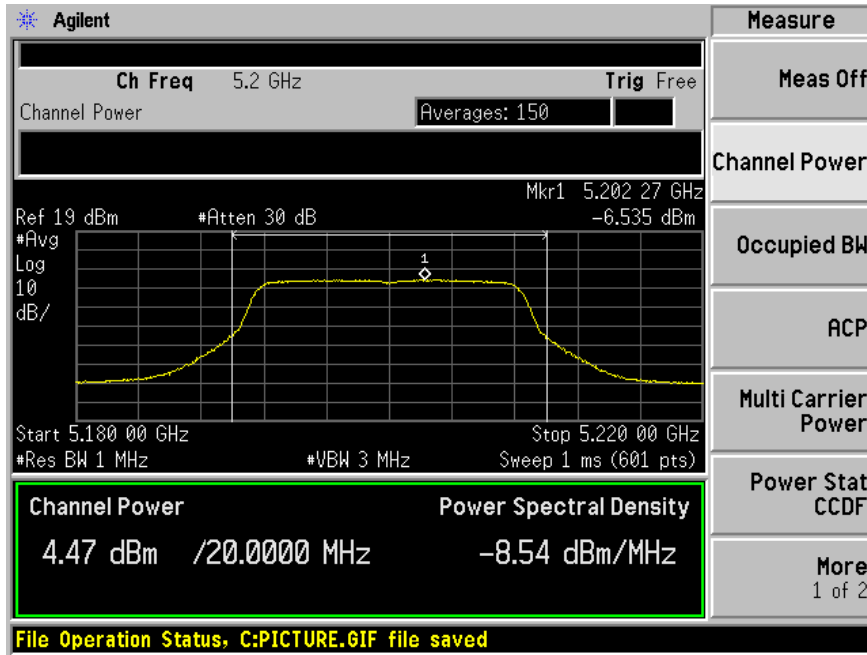 Agilent
Measure
Ch Freq 5.2 GHz Trig Free
Channel Power Averages: 150
Mkr1 5.202 27 GHz
Ref 19 dBm #Atten 30 dB -6.535 dBm
#Avg
Log
10
dB/
1
Start 5.180 00 GHz Stop 5.220 00 GHz
#Res BW 1 MHz #VBW 3 MHz Sweep 1 ms (601 pts)
Channel Power Power Spectral Density
4.47 dBm /20.0000 MHz -8.54 dBm/MHz
File Operation Status, C:PICTURE.GIF file saved
Meas Off
Channel Power
Occupied BW
ACP
Multi Carrier
Power
Power Stat
CCDF
More
1 of 2